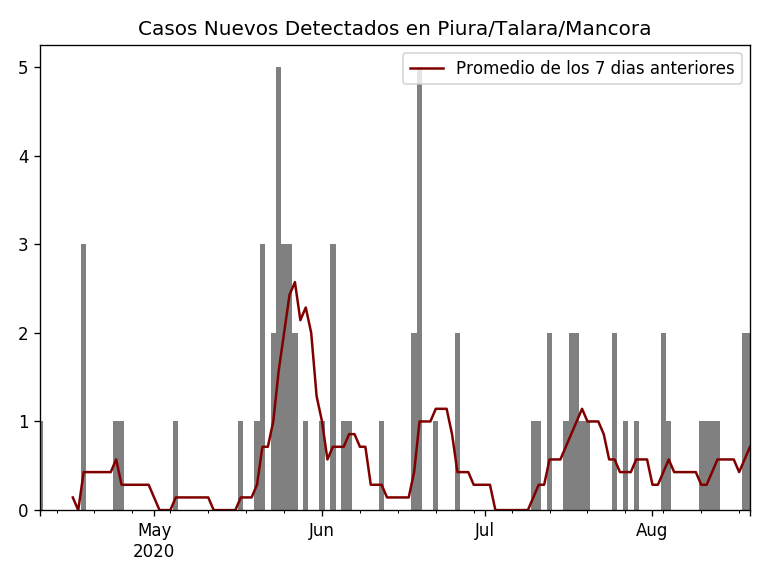 Casos Nuevos Detectados en Piura/Talara/Mancora
Promedio de los 7 dias anteriores
5
4
3
2
1
0
May Jun Jul Aug
2020